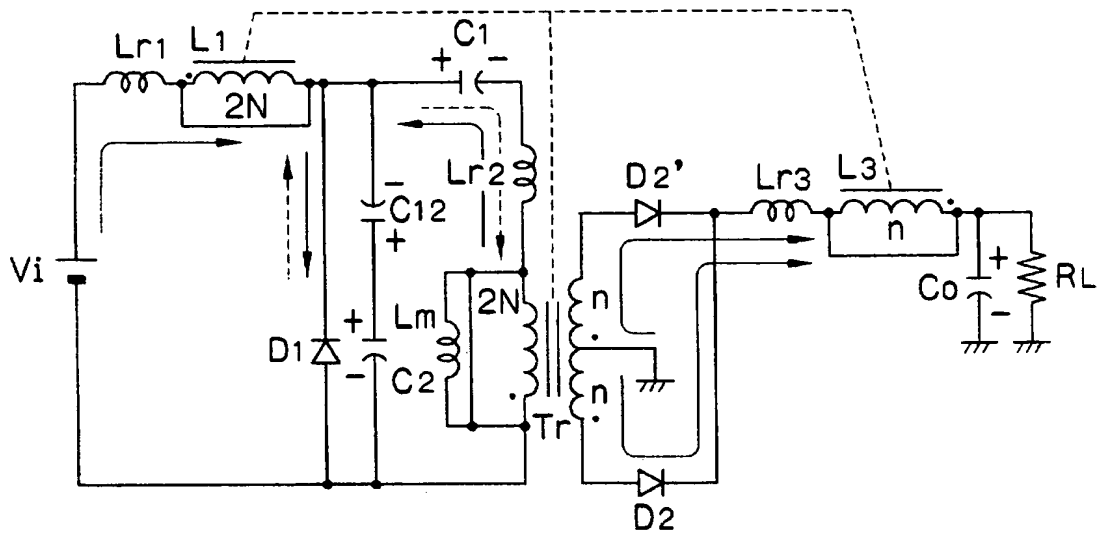 Lr1
L1
2N
C1
+ -
Lr2
-
C12
+
Vi
D1
+
C2
-
Lm
2N
n
n
Tr
D2'
D2
Lr3
L3
n
Co
+
-
RL